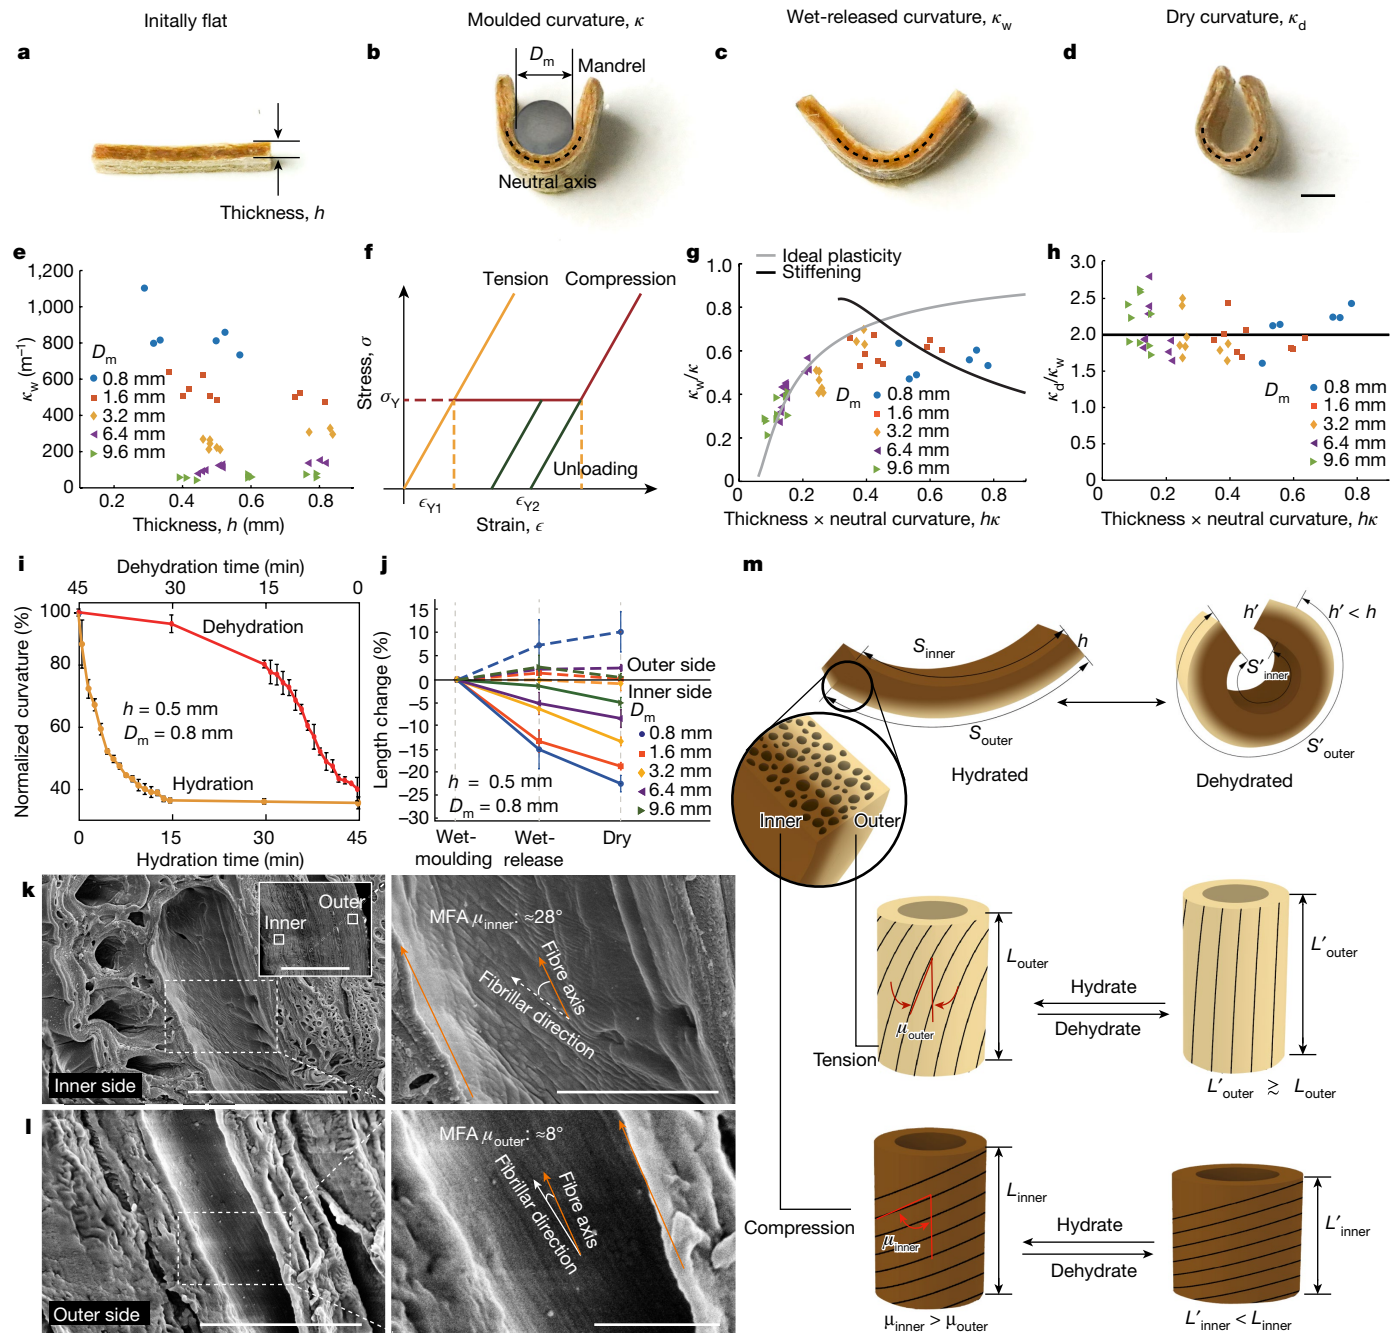 Initally flat
Moulded curvature, κ
Wet-released curvature, κw
Dry curvature, κd
a
b
c
d
Dm
Mandrel
Neutral axis
Thickness, h
e
1,200
1,000
800
600
400
200
0
κw (m⁻¹)
Dm
0.8 mm
1.6 mm
3.2 mm
6.4 mm
9.6 mm
0.2
0.4
0.6
0.8
Thickness, h (mm)
f
Tension
Compression
Stress, σ
σY
Unloading
ϵY1
ϵY2
Strain, ϵ
g
Ideal plasticity
Stiffening
1.0
0.8
0.6
0.4
0.2
0
κw/κ
Dm
0.8 mm
1.6 mm
3.2 mm
6.4 mm
9.6 mm
0
0.2
0.4
0.6
0.8
Thickness × neutral curvature, hκ
h
3.0
2.5
2.0
1.5
1.0
0.5
0
κd/κw
Dm
0.8 mm
1.6 mm
3.2 mm
6.4 mm
9.6 mm
0
0.2
0.4
0.6
0.8
Thickness × neutral curvature, hκ
i
Dehydration time (min)
45
30
15
0
100
80
60
40
Normalized curvature (%)
Dehydration
h = 0.5 mm
Dm = 0.8 mm
Hydration
0
15
30
45
Hydration time (min)
j
15
10
5
0
−5
−10
−15
−20
−25
−30
Length change (%)
Outer side
Inner side
Dm
0.8 mm
1.6 mm
3.2 mm
6.4 mm
9.6 mm
h = 0.5 mm
Dm = 0.8 mm
Wet-
moulding
Wet-
release
Dry
m
Sinner
h
Souter
Hydrated
h′
h′ < h
S′inner
S′outer
Dehydrated
Inner
Outer
Louter
L′outer
μouter
Hydrate
Dehydrate
Tension
L′outer ≳ Louter
Linner
L′inner
μinner
Compression
Hydrate
Dehydrate
μinner > μouter
L′inner < Linner
k
Inner
Outer
Inner side
MFA μinner: ≈28°
Fibre axis
Fibrillar direction
l
Outer side
MFA μouter: ≈8°
Fibre axis
Fibrillar direction